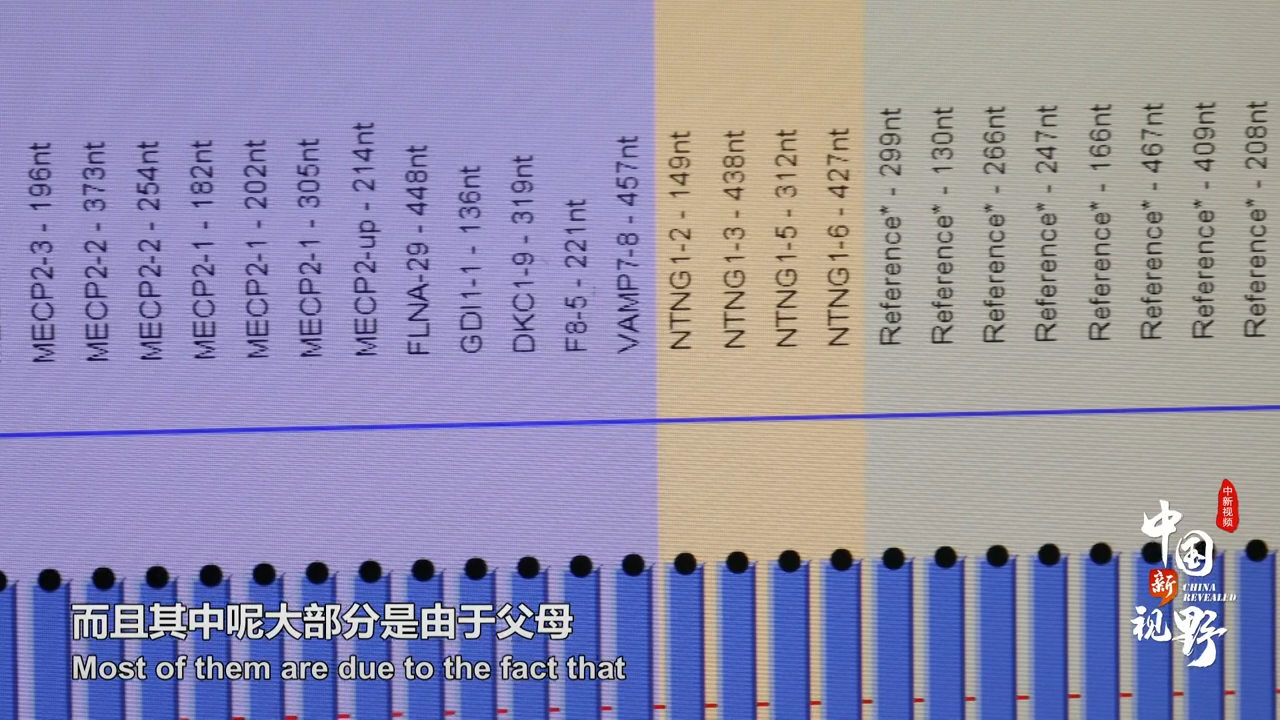 MECP2-3 - 196nt
MECP2-2 - 373nt
MECP2-2 - 254nt
MECP2-1 - 182nt
MECP2-1 - 202nt
MECP2-1 - 305nt
MECP2-up - 214nt
FLNA-29 - 448nt
GDI1-1 - 136nt
DKC1-9 - 319nt
F8-5 - 221nt
VAMP7-8 - 457nt
NTNG1-2 - 149nt
NTNG1-3 - 438nt
NTNG1-5 - 312nt
NTNG1-6 - 427nt
Reference* - 299nt
Reference* - 130nt
Reference* - 266nt
Reference* - 247nt
Reference* - 166nt
Reference* - 467nt
Reference* - 409nt
Reference* - 208nt
中新视频
中国
新
CHINA
REVEALED
视野
而且其中呢大部分是由于父母
Most of them are due to the fact that